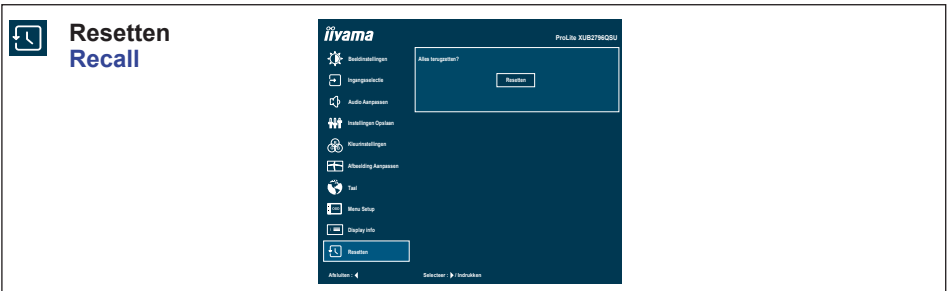 Resetten
Recall
iiyama
ProLite XUB2796QSU
Beeldinstellingen
Alles terugzetten?
Ingangsselectie
Resetten
Audio Aanpassen
Instellingen Opslaan
Kleurinstellingen
Afbeelding Aanpassen
Taal
Menu Setup
Display info
Resetten
Afsluiten :
Selecteer : / Indrukken